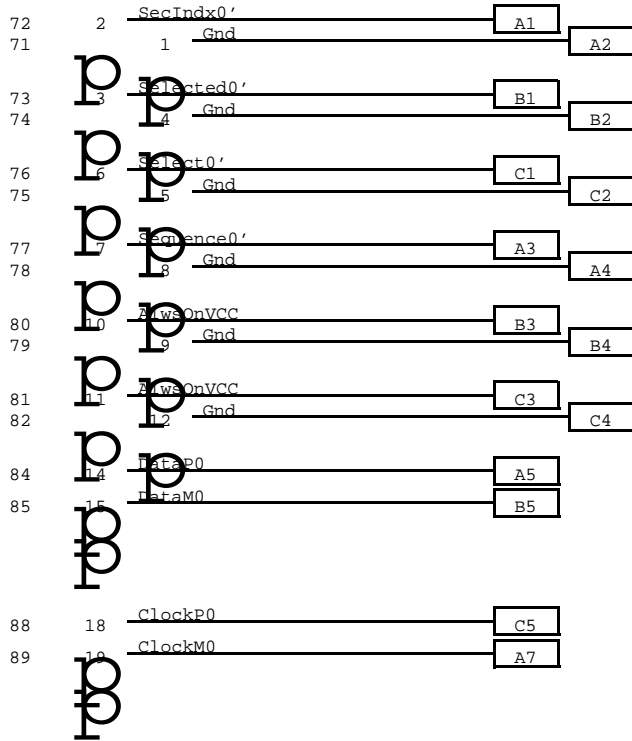 72 2 SecIndx0' A1
71 1 Gnd A2
p p
73 3 Selected0' B1
74 4 Gnd B2
p p
76 6 Select0' C1
75 5 Gnd C2
p p
77 7 Sequence0' A3
78 8 Gnd A4
p p
80 10 AlwsOnVCC B3
79 9 Gnd B4
p p
81 11 AlwsOnVCC C3
82 12 Gnd C4
p p
84 14 DataP0 A5
85 15 DataM0 B5
p
p
88 18 ClockP0 C5
89 19 ClockM0 A7
p
p